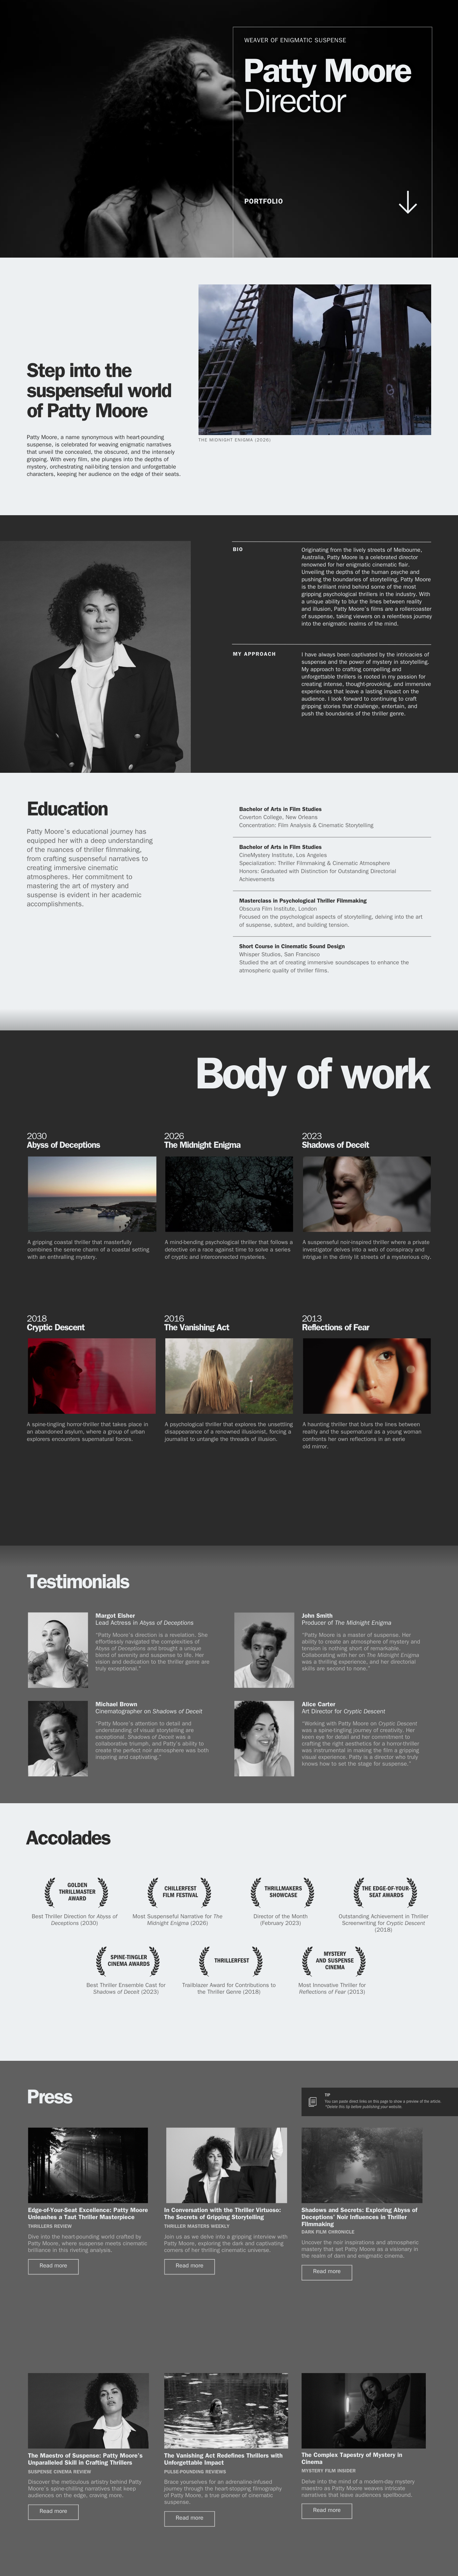 WEAVER OF ENIGMATIC SUSPENSE
Patty Moore
Director
PORTFOLIO
Step into the
suspenseful world
of Patty Moore
Patty Moore, a name synonymous with heart-pounding
suspense, is celebrated for weaving enigmatic narratives
that unveil the concealed, the obscured, and the intensely
gripping. With every film, she plunges into the depths of
mystery, orchestrating nail-biting tension and unforgettable
characters, keeping her audience on the edge of their seats.
THE MIDNIGHT ENIGMA (2026)
BIO
Originating from the lively streets of Melbourne,
Australia, Patty Moore is a celebrated director
renowned for her enigmatic cinematic flair.
Unveiling the depths of the human psyche and
pushing the boundaries of storytelling, Patty Moore
is the brilliant mind behind some of the most
gripping psychological thrillers in the industry. With
a unique ability to blur the lines between reality
and illusion, Patty Moore's films are a rollercoaster
of suspense, taking viewers on a relentless journey
into the enigmatic realms of the mind.
MY APPROACH
I have always been captivated by the intricacies of
suspense and the power of mystery in storytelling.
My approach to crafting compelling and
unforgettable thrillers is rooted in my passion for
creating intense, thought-provoking, and immersive
experiences that leave a lasting impact on the
audience. I look forward to continuing to craft
gripping stories that challenge, entertain, and
push the boundaries of the thriller genre.
Education
Patty Moore's educational journey has
equipped her with a deep understanding
of the nuances of thriller filmmaking,
from crafting suspenseful narratives to
creating immersive cinematic
atmospheres. Her commitment to
mastering the art of mystery and
suspense is evident in her academic
accomplishments.
Bachelor of Arts in Film Studies
Coverton College, New Orleans
Concentration: Film Analysis & Cinematic Storytelling
Bachelor of Arts in Film Studies
CineMystery Institute, Los Angeles
Specialization: Thriller Filmmaking & Cinematic Atmosphere
Honors: Graduated with Distinction for Outstanding Directorial
Achievements
Masterclass in Psychological Thriller Filmmaking
Obscura Film Institute, London
Focused on the psychological aspects of storytelling, delving into the art
of suspense, subtext, and building tension.
Short Course in Cinematic Sound Design
Whisper Studios, San Francisco
Studied the art of creating immersive soundscapes to enhance the
atmospheric quality of thriller films.
Body of work
2030
Abyss of Deceptions
A gripping coastal thriller that masterfully
combines the serene charm of a coastal setting
with an enthralling mystery.
2026
The Midnight Enigma
A mind-bending psychological thriller that follows a
detective on a race against time to solve a series
of cryptic and interconnected mysteries.
2023
Shadows of Deceit
A suspenseful noir-inspired thriller where a private
investigator delves into a web of conspiracy and
intrigue in the dimly lit streets of a mysterious city.
2018
Cryptic Descent
A spine-tingling horror-thriller that takes place in
an abandoned asylum, where a group of urban
explorers encounters supernatural forces.
2016
The Vanishing Act
A psychological thriller that explores the unsettling
disappearance of a renowned illusionist, forcing a
journalist to untangle the threads of illusion.
2013
Reflections of Fear
A haunting thriller that blurs the lines between
reality and the supernatural as a young woman
confronts her own reflections in an eerie
old mirror.
Testimonials
Margot Elsher
Lead Actress in Abyss of Deceptions
"Patty Moore's direction is a revelation. She
effortlessly navigated the complexities of
Abyss of Deceptions and brought a unique
blend of serenity and suspense to life. Her
vision and dedication to the thriller genre are
truly exceptional."
John Smith
Producer of The Midnight Enigma
"Patty Moore is a master of suspense. Her
ability to create an atmosphere of mystery and
tension is nothing short of remarkable.
Collaborating with her on The Midnight Enigma
was a thrilling experience, and her directorial
skills are second to none."
Michael Brown
Cinematographer on Shadows of Deceit
"Patty Moore's attention to detail and
understanding of visual storytelling are
exceptional. Shadows of Deceit was a
collaborative triumph, and Patty's ability to
create the perfect noir atmosphere was both
inspiring and captivating."
Alice Carter
Art Director for Cryptic Descent
"Working with Patty Moore on Cryptic Descent
was a spine-tingling journey of creativity. Her
keen eye for detail and her commitment to
crafting the right aesthetics for a horror-thriller
was instrumental in making the film a gripping
visual experience. Patty is a director who truly
knows how to set the stage for suspense."
Accolades
GOLDEN
THRILLMASTER
AWARD
Best Thriller Direction for Abyss of
Deceptions (2030)
CHILLERFEST
FILM FESTIVAL
Most Suspenseful Narrative for The
Midnight Enigma (2026)
THRILLMAKERS
SHOWCASE
Director of the Month
(February 2023)
THE EDGE-OF-YOUR-
SEAT AWARDS
Outstanding Achievement in Thriller
Screenwriting for Cryptic Descent
(2018)
SPINE-TINGLER
CINEMA AWARDS
Best Thriller Ensemble Cast for
Shadows of Deceit (2023)
THRILLERFEST
Trailblazer Award for Contributions to
the Thriller Genre (2018)
MYSTERY
AND SUSPENSE
CINEMA
Most Innovative Thriller for
Reflections of Fear (2013)
Press
TIP
You can paste direct links on this page to show a preview of the article.
*Delete this tip before publishing your website.
Edge-of-Your-Seat Excellence: Patty Moore
Unleashes a Taut Thriller Masterpiece
THRILLERS REVIEW
Dive into the heart-pounding world crafted by
Patty Moore, where suspense meets cinematic
brilliance in this riveting analysis.
Read more
In Conversation with the Thriller Virtuoso:
The Secrets of Gripping Storytelling
THRILLER MASTERS WEEKLY
Join us as we delve into a gripping interview with
Patty Moore, exploring the dark and captivating
corners of her thrilling cinematic universe.
Read more
Shadows and Secrets: Exploring Abyss of
Deceptions' Noir Influences in Thriller
Filmmaking
DARK FILM CHRONICLE
Uncover the noir inspirations and atmospheric
mastery that set Patty Moore as a visionary in
the realm of dark and enigmatic cinema.
Read more
The Maestro of Suspense: Patty Moore's
Unparalleled Skill in Crafting Thrillers
SUSPENSE CINEMA REVIEW
Discover the meticulous artistry behind Patty
Moore's spine-chilling narratives that keep
audiences on the edge, craving more.
Read more
The Vanishing Act Redefines Thrillers with
Unforgettable Impact
PULSE-POUNDING REVIEWS
Brace yourselves for an adrenaline-infused
journey through the heart-stopping filmography
of Patty Moore, a true pioneer of cinematic
suspense.
Read more
The Complex Tapestry of Mystery in
Cinema
MYSTERY FILM INSIDER
Delve into the mind of a modern-day mystery
maestro as Patty Moore weaves intricate
narratives that leave audiences spellbound.
Read more